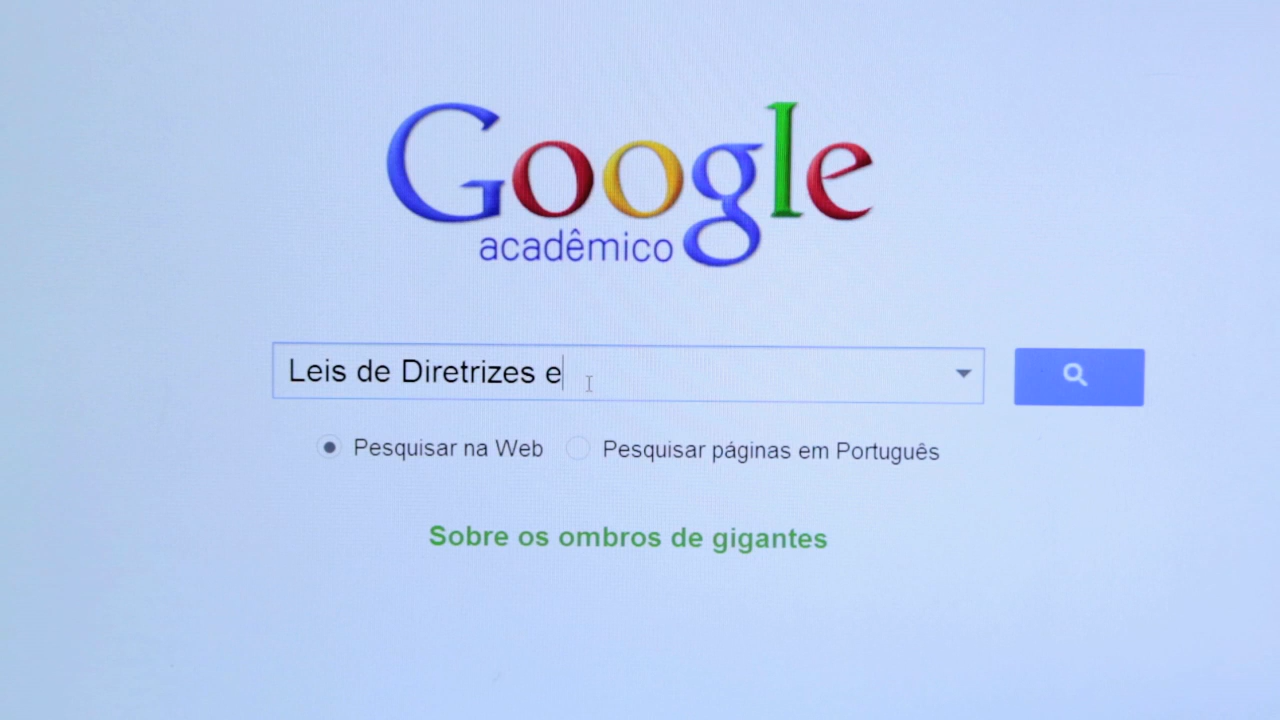 Google
acadêmico
Leis de Diretrizes e
Pesquisar na Web Pesquisar páginas em Português
Sobre os ombros de gigantes